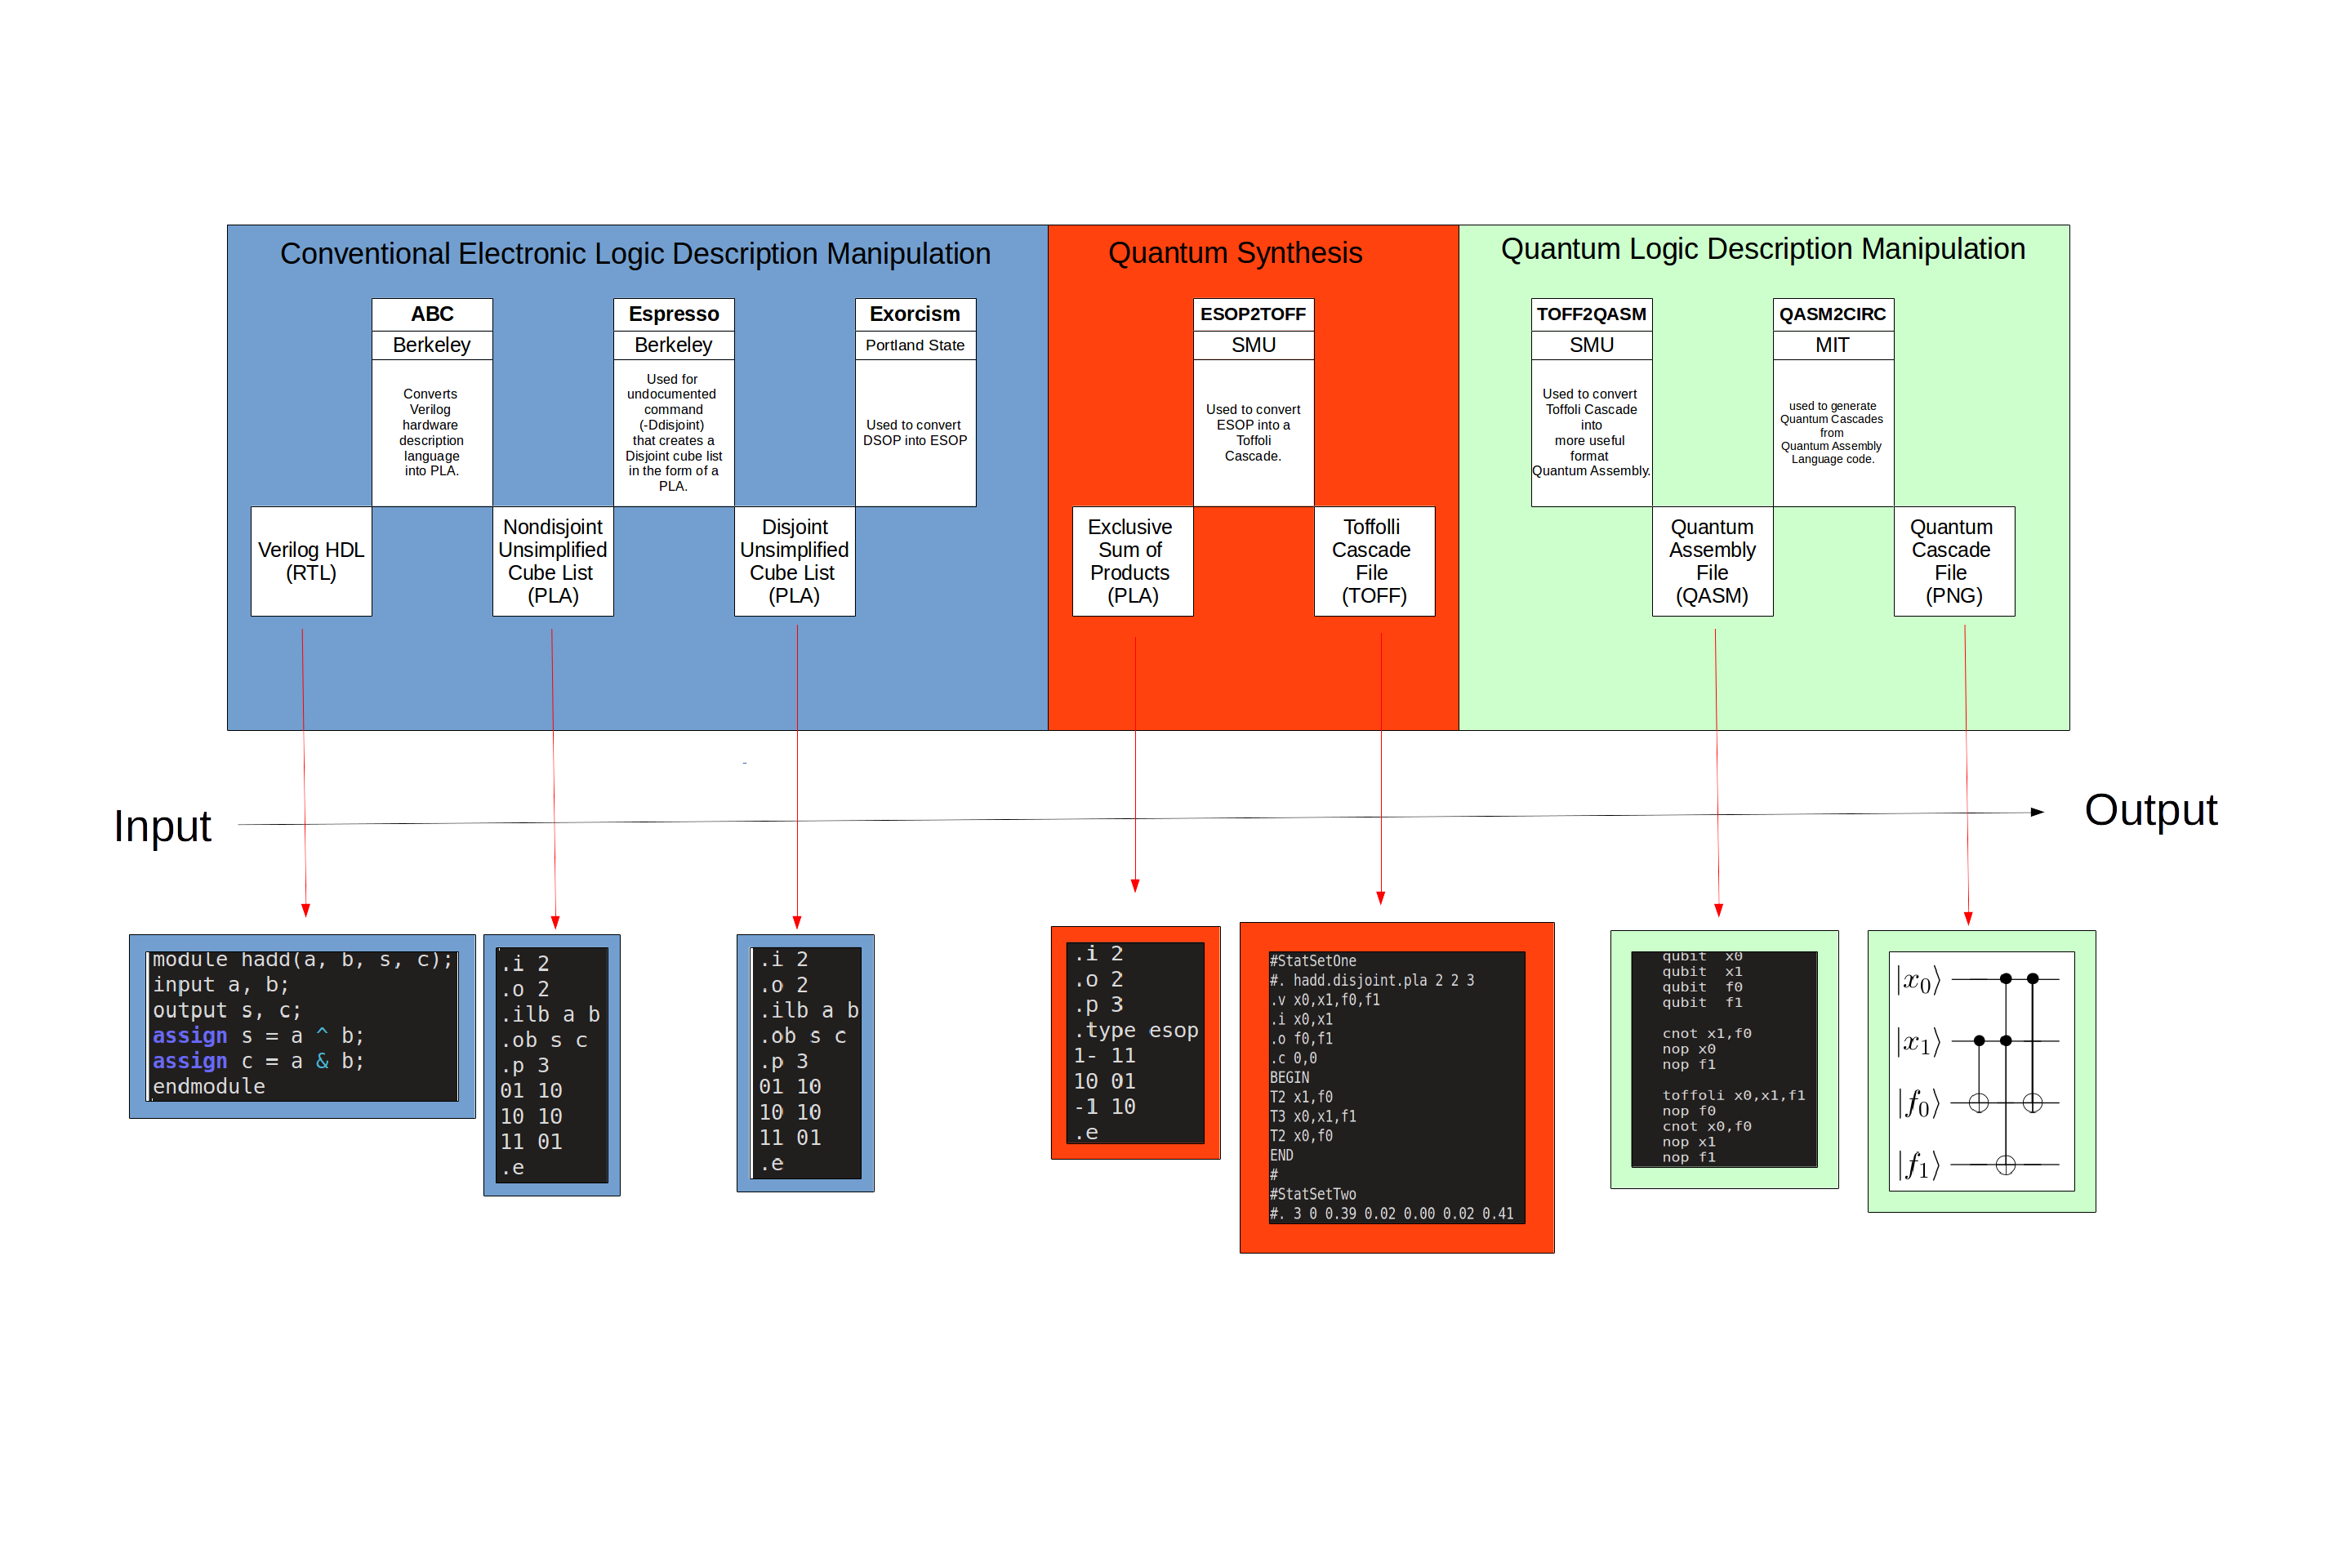 Conventional Electronic Logic Description Manipulation
Quantum Synthesis
Quantum Logic Description Manipulation
ABC
Berkeley
Converts
Verilog
hardware
description
language
into PLA.
Espresso
Berkeley
Used for
undocumented
command
(-Ddisjoint)
that creates a
Disjoint cube list
in the form of a
PLA.
Exorcism
Portland State
Used to convert
DSOP into ESOP
ESOP2TOFF
SMU
Used to convert
ESOP into a
Toffoli
Cascade.
TOFF2QASM
SMU
Used to convert
Toffoli Cascade
into
more useful
format
Quantum Assembly.
QASM2CIRC
MIT
used to generate
Quantum Cascades
from
Quantum Assembly
Language code.
Verilog HDL
(RTL)
Nondisjoint
Unsimplified
Cube List
(PLA)
Disjoint
Unsimplified
Cube List
(PLA)
Exclusive
Sum of
Products
(PLA)
Toffolli
Cascade
File
(TOFF)
Quantum
Assembly
File
(QASM)
Quantum
Cascade
File
(PNG)
-
Input
Output
module hadd(a, b, s, c);
input a, b;
output s, c;
assign s = a ^ b;
assign c = a & b;
endmodule
.i 2
.o 2
.ilb a b
.ob s c
.p 3
01 10
10 10
11 01
.e
.i 2
.o 2
.ilb a b
.ob s c
.p 3
01 10
10 10
11 01
.e
.i 2
.o 2
.p 3
.type esop
1- 11
10 01
-1 10
.e
#StatSetOne
#. hadd.disjoint.pla 2 2 3
.v x0,x1,f0,f1
.i x0,x1
.o f0,f1
.c 0,0
BEGIN
T2 x1,f0
T3 x0,x1,f1
T2 x0,f0
END
#
#StatSetTwo
#. 3 0 0.39 0.02 0.00 0.02 0.41
qubit x0
qubit x1
qubit f0
qubit f1
cnot x1,f0
nop x0
nop f1
toffoli x0,x1,f1
nop f0
cnot x0,f0
nop x1
nop f1
|x₀⟩
|x₁⟩
|f₀⟩
|f₁⟩